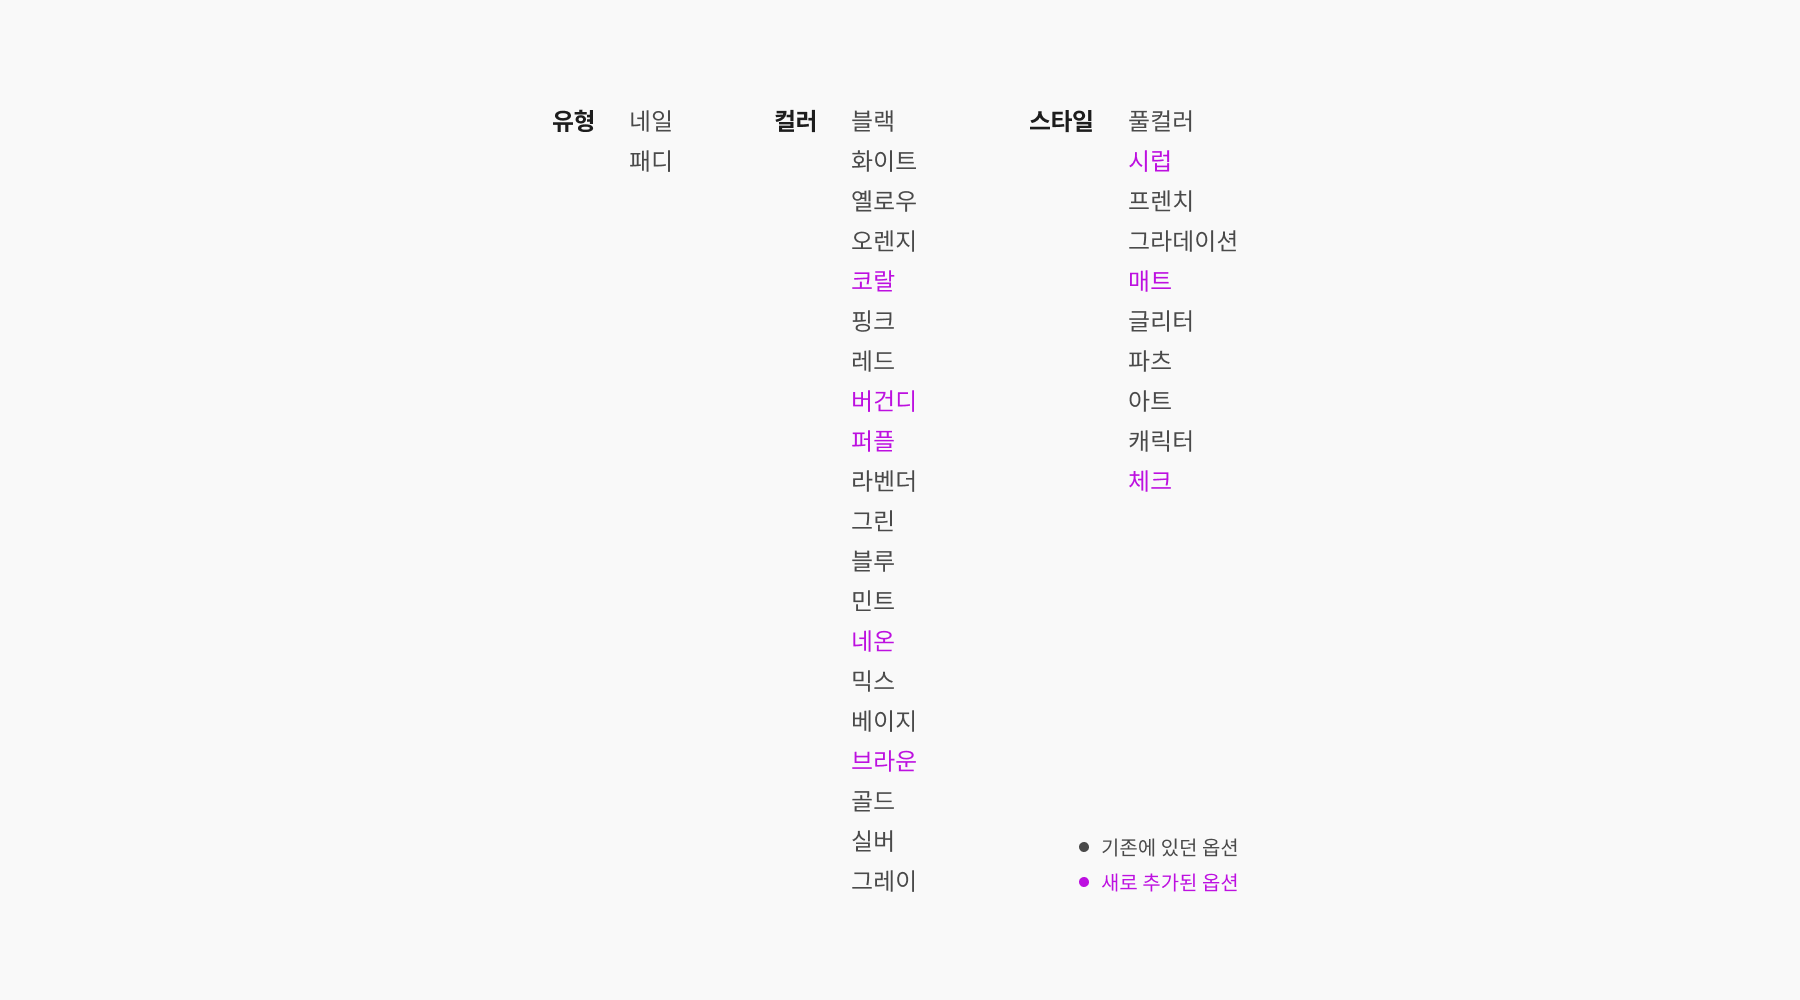 유형
네일
패디
컬러
블랙
화이트
옐로우
오렌지
코랄
핑크
레드
버건디
퍼플
라벤더
그린
블루
민트
네온
믹스
베이지
브라운
골드
실버
그레이
스타일
풀컬러
시럽
프렌치
그라데이션
매트
글리터
파츠
아트
캐릭터
체크
기존에 있던 옵션
새로 추가된 옵션